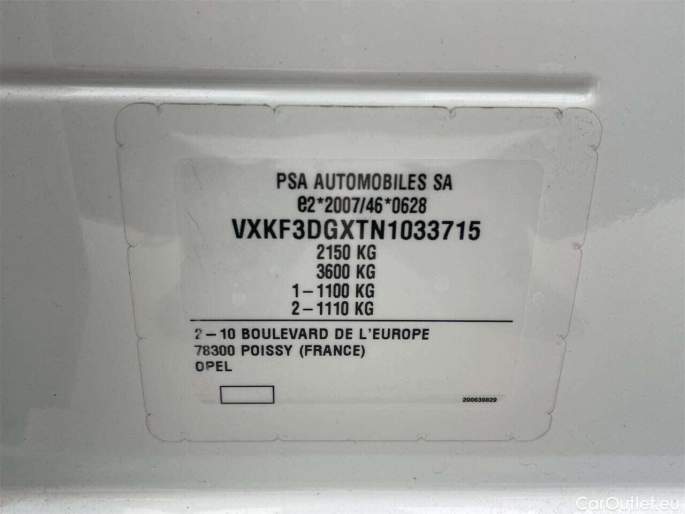 PSA AUTOMOBILES SA
e2*2007/46*0628
VXKF3DGXTN1033715
2150 KG
3600 KG
1-1100 KG
2-1110 KG
2-10 BOULEVARD DE L'EUROPE
78300 POISSY (FRANCE)
OPEL
200638829
CarOutlet.eu